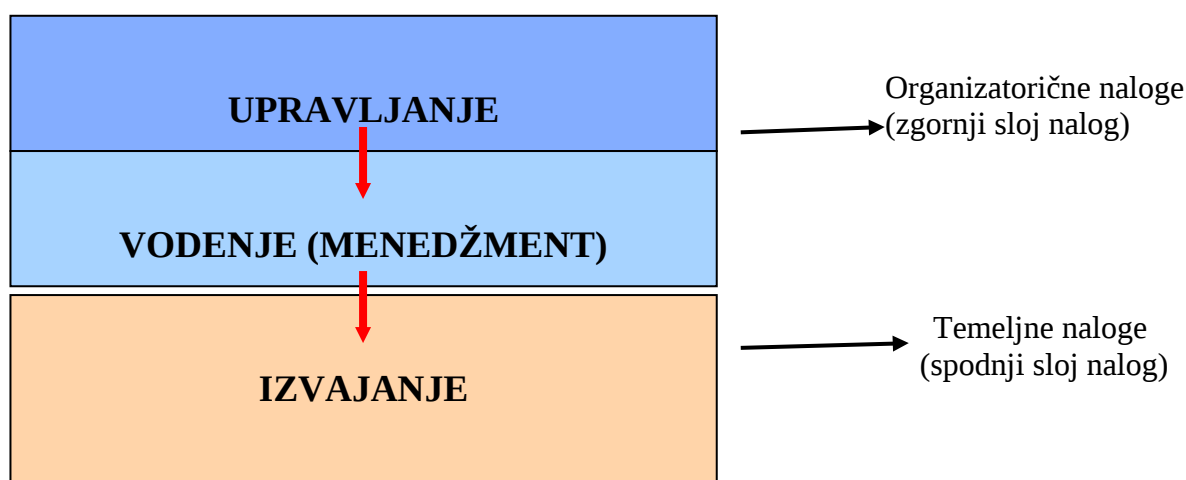 UPRAVLJANJE
Organizatorične naloge
(zgornji sloj nalog)
VODENJE (MENEDŽMENT)
Temeljne naloge
(spodnji sloj nalog)
IZVAJANJE